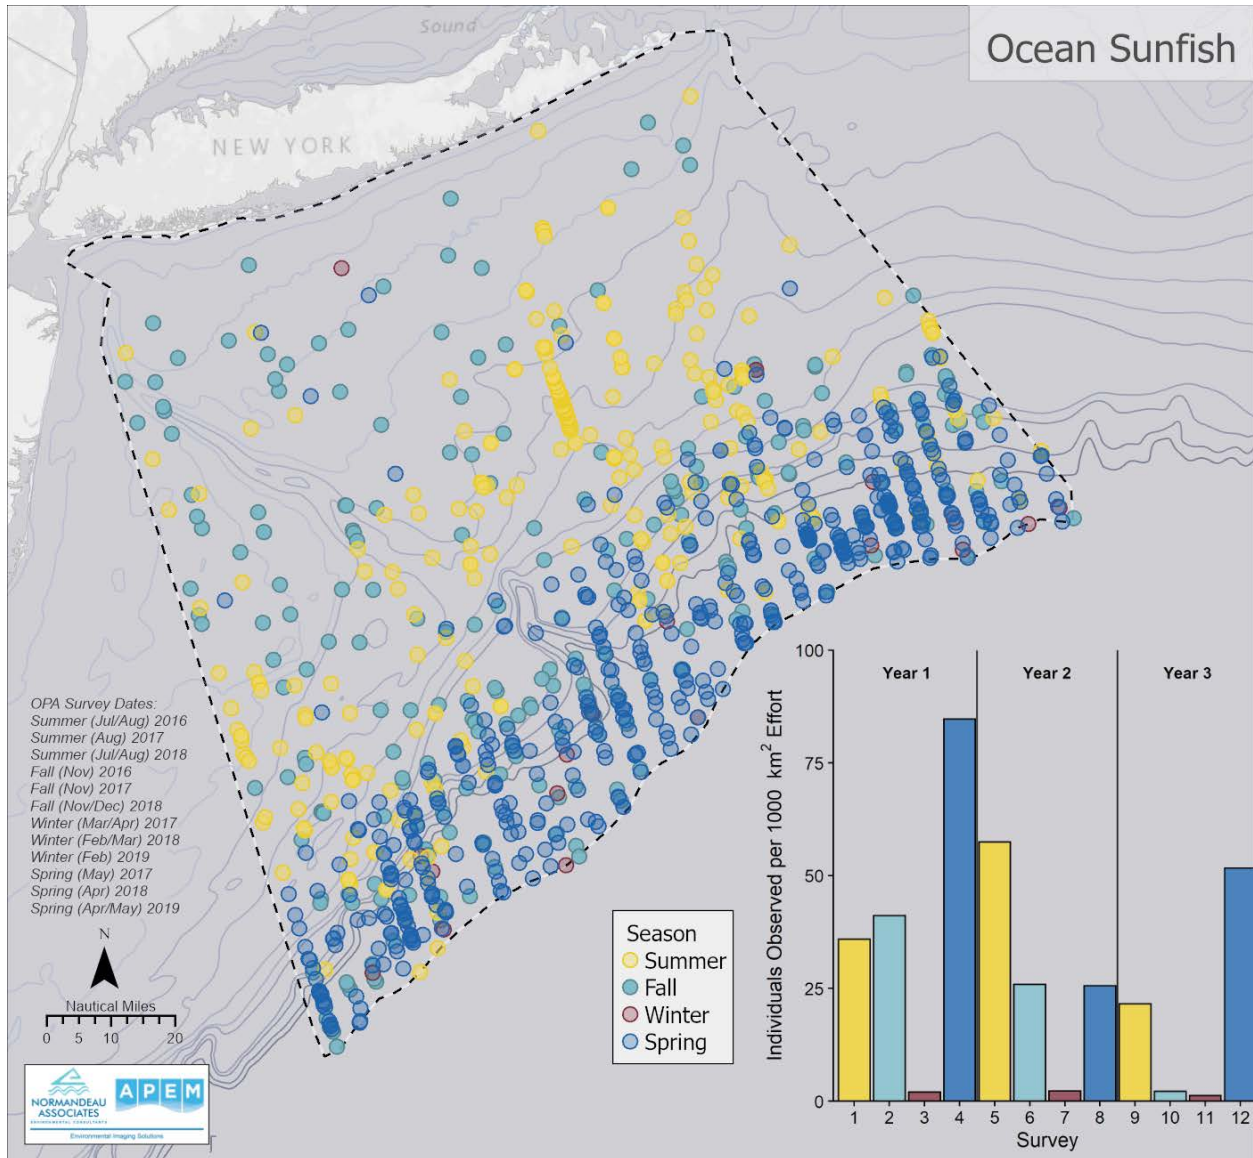 Sound
Ocean Sunfish
NEW YORK
OPA Survey Dates:
Summer (Jul/Aug) 2016
Summer (Aug) 2017
Summer (Jul/Aug) 2018
Fall (Nov) 2016
Fall (Nov) 2017
Fall (Nov/Dec) 2018
Winter (Mar/Apr) 2017
Winter (Feb/Mar) 2018
Winter (Feb) 2019
Spring (May) 2017
Spring (Apr) 2018
Spring (Apr/May) 2019
N
Nautical Miles
0 5 10 20
NORMANDEAU
ASSOCIATES
ENVIRONMENTAL CONSULTANTS
APEM
Environmental Imaging Solutions
Season
Summer
Fall
Winter
Spring
Individuals Observed per 1000 km² Effort
100
75
50
25
0
Year 1 Year 2 Year 3
1 2 3 4 5 6 7 8 9 10 11 12
Survey